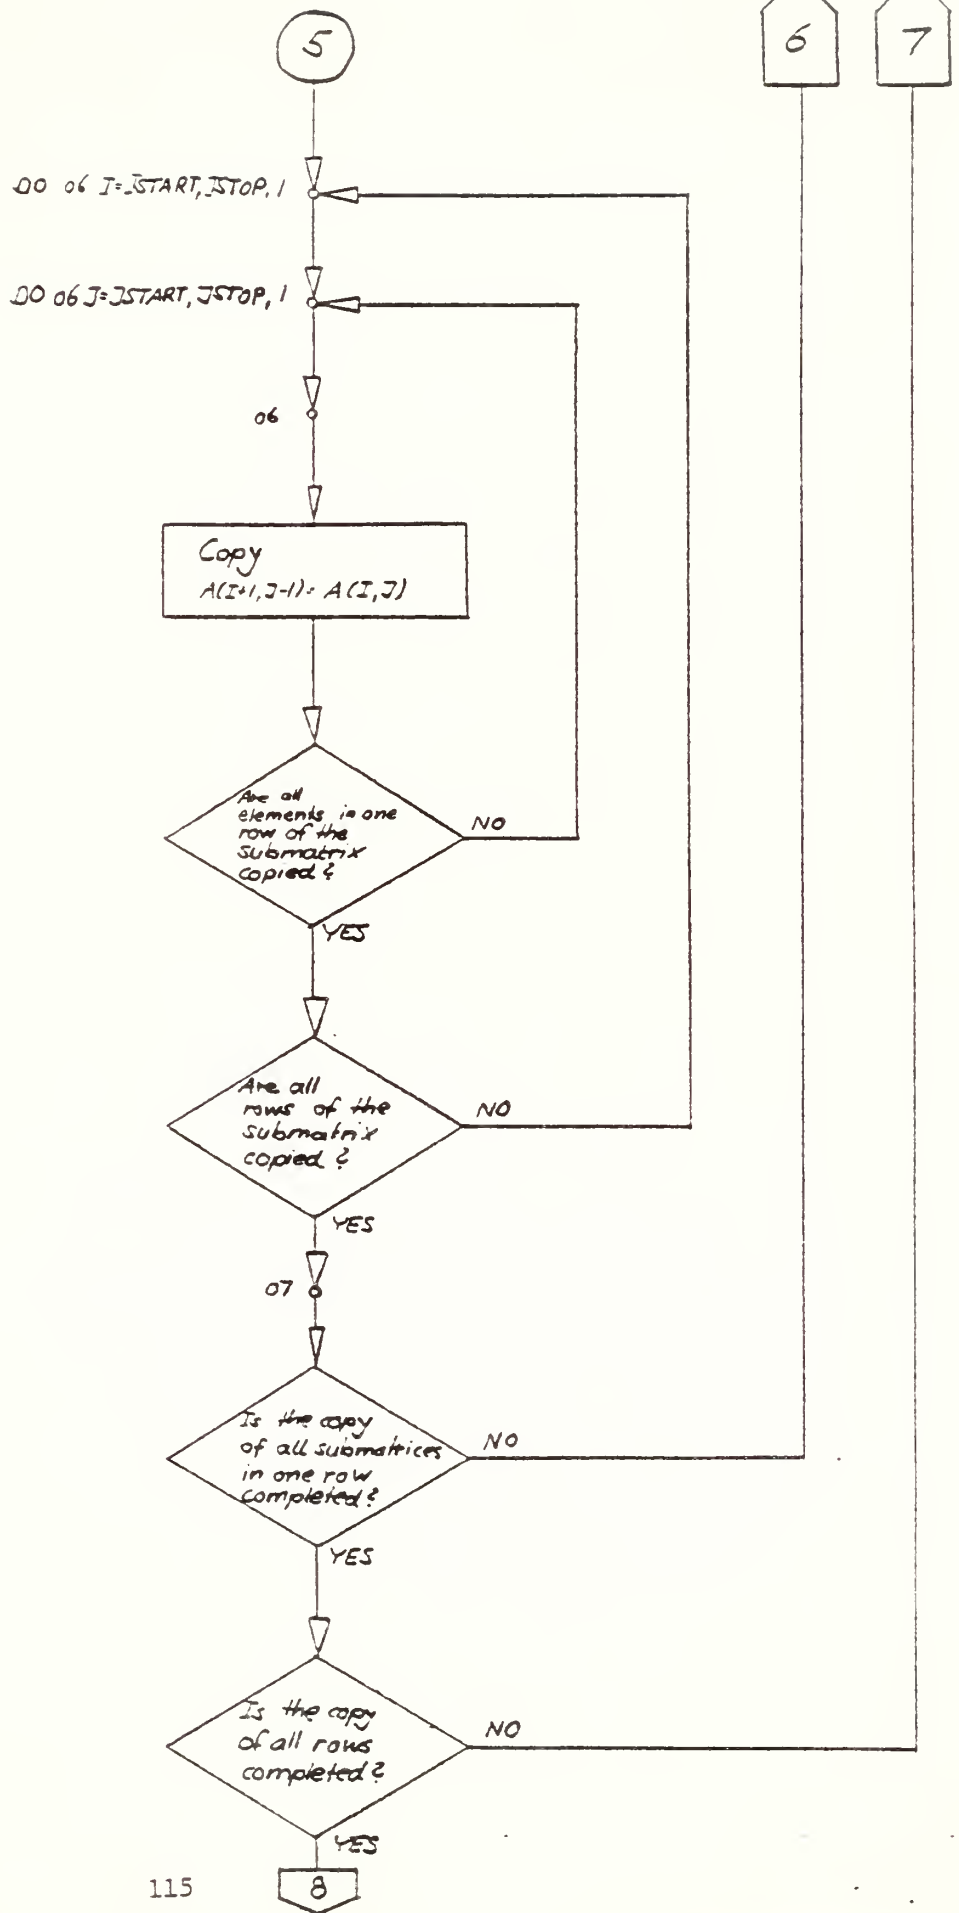 5
6
7
DO 06 I=ISTART, ISTOP, 1
DO 06 J=JSTART, JSTOP, 1
06
Copy
A(I+1, J-1)= A(I,J)
Are all
elements in one
row of the
submatrix
copied?
NO
YES
Are all
rows of the
submatrix
copied?
NO
YES
07
Is the copy
of all submatrices
in one row
completed?
NO
YES
Is the copy
of all rows
completed?
NO
YES
115
8